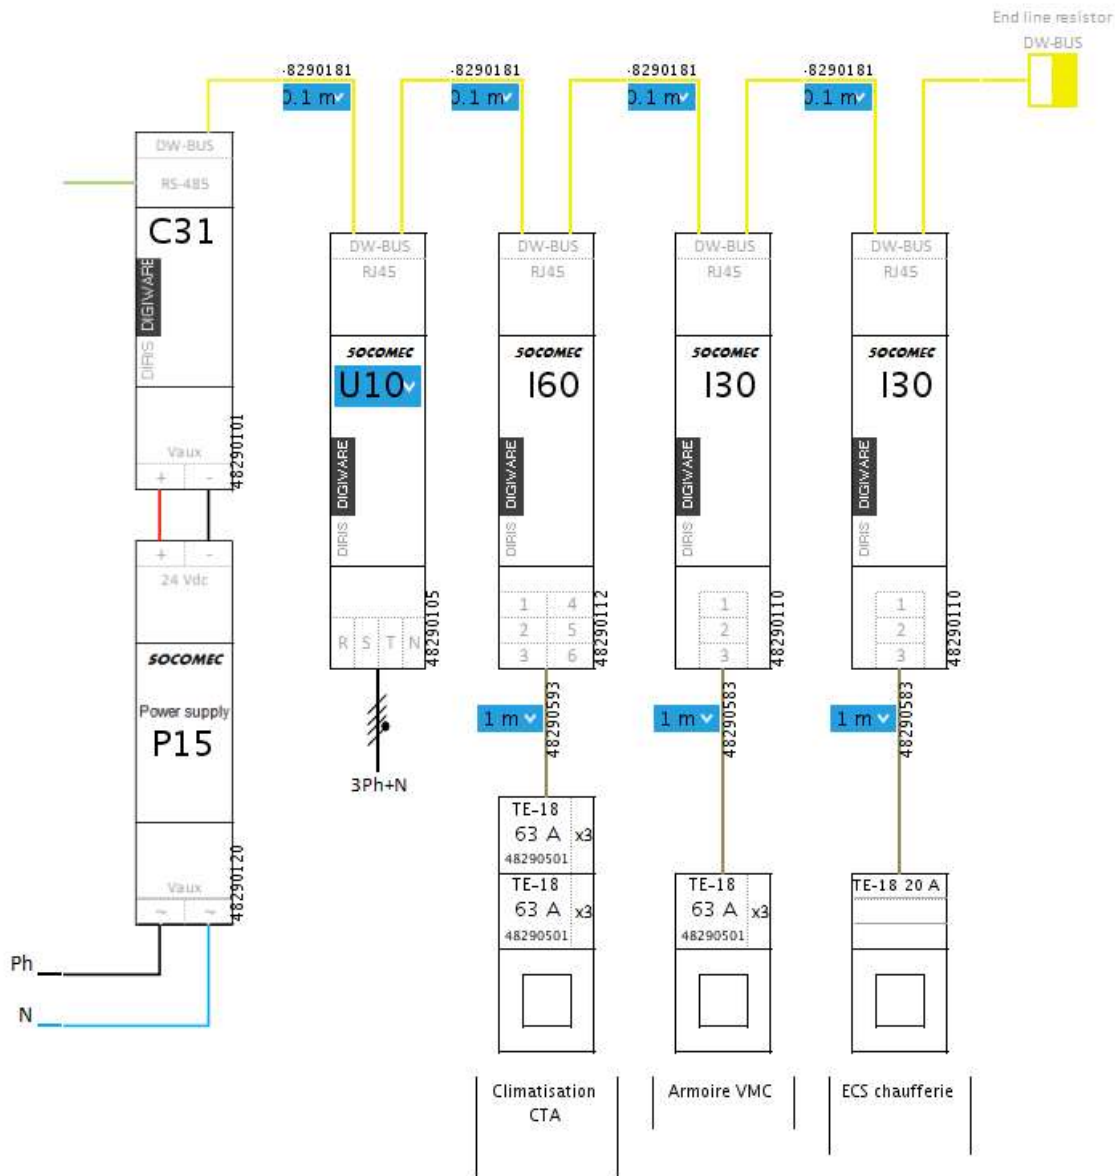 End line resistor
DW-BUS
-8290181
0.1 m
-8290181
0.1 m
-8290181
0.1 m
-8290181
0.1 m
DW-BUS
RS-485
C31
DIRIS DIGIWARE
Vaux
+ -
48290101
+ -
24 Vdc
SOCOMEC
Power supply
P15
Vaux
~ ~
48290120
Ph
N
DW-BUS
RJ45
SOCOMEC
U10
DIRIS DIGIWARE
R S T N
48290105
3Ph+N
DW-BUS
RJ45
SOCOMEC
I60
DIRIS DIGIWARE
1 4
2 5
3 6
48290112
1 m
48290593
TE-18
63 A x3
48290501
TE-18
63 A x3
48290501
Climatisation
CTA
DW-BUS
RJ45
SOCOMEC
I30
DIRIS DIGIWARE
1
2
3
48290110
1 m
48290583
TE-18
63 A x3
48290501
Armoire VMC
DW-BUS
RJ45
SOCOMEC
I30
DIRIS DIGIWARE
1
2
3
48290110
1 m
48290583
TE-18 20 A
ECS chaufferie